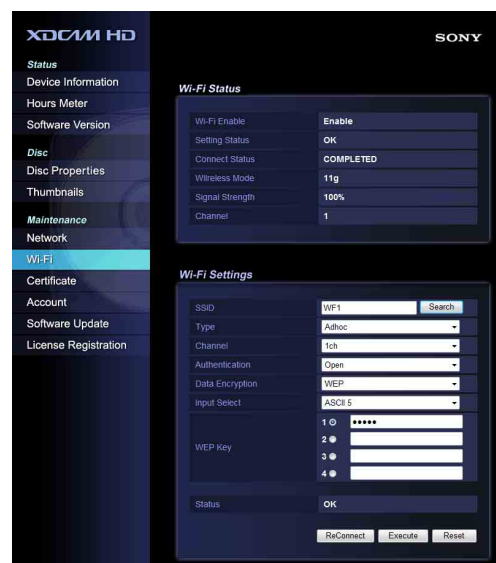 XDCAM HD
SONY
Status
Device Information
Hours Meter
Software Version
Disc
Disc Properties
Thumbnails
Maintenance
Network
Wi-Fi
Certificate
Account
Software Update
License Registration
Wi-Fi Status
Wi-Fi Enable Enable
Setting Status OK
Connect Status COMPLETED
Wilreless Mode 11g
Signal Strength 100%
Channel 1
Wi-Fi Settings
SSID WF1 Search
Type Adhoc
Channel 1ch
Authentication Open
Data Encryption WEP
Input Select ASCII 5
WEP Key
1 •••••
2
3
4
Status OK
ReConnect Execute Reset